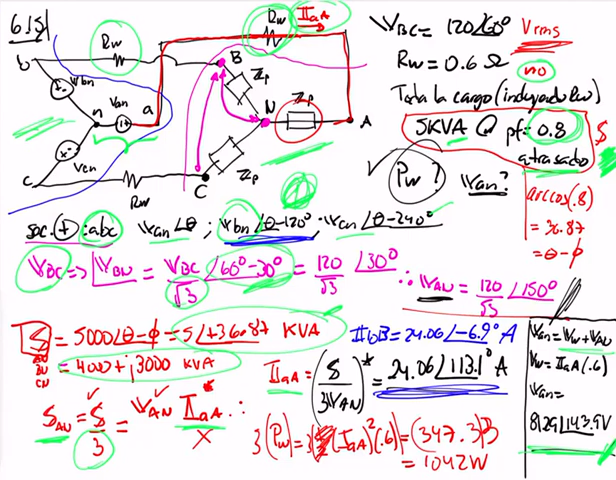 6.15)
Rw
Rw
IaA
b
Vbn
n
Van
a
Vcn
c
Rw
B
Zp
N
Zp
A
Zp
C
VBC = 120∠60° Vrms
Rw = 0.6 Ω
no
Toda la carga (incluyendo Rw)
5KVA @ pf = 0.8
atrasado
Pw? Van?
arccos(.8)
= 36.87
= θ - φ
sec. (+): abc Van∠θ ; Vbn∠θ-120° ; Vcn∠θ-240°
VBC => VBN = VBC/√3 ∠60°-30° = 120/√3 ∠30° ∴ VAN = 120/√3 ∠150°
S = 5000∠θ-φ = 5∠+36.87 KVA
= 4000 + j3000 KVA
AN
BN
CN
IbB = 24.06∠-6.9° A
IaA = (S/3VAN)* = 24.06∠113.1° A
SAN = S/3 = VAN IaA* ∴
3(Pw) = 3(IaA)²(.6) = (347.3)3
= 1042W
Van = Vw + VAN
Vw = IaA(.6)
Van =
81.29∠143.9°V